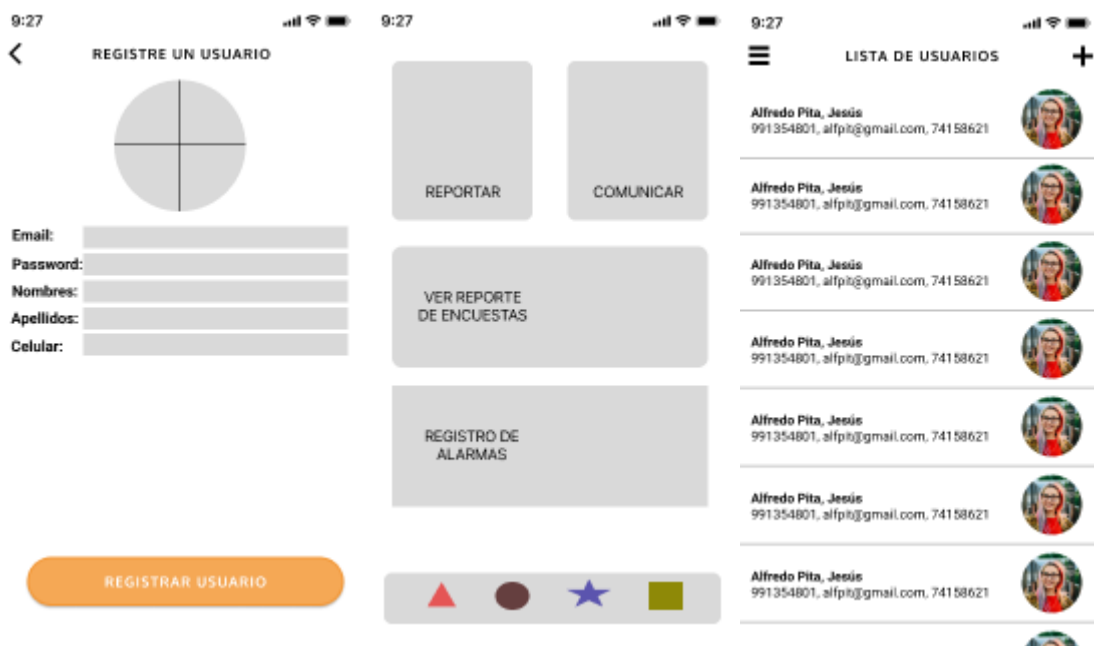 9:27
REGISTRE UN USUARIO
Email:
Password:
Nombres:
Apellidos:
Celular:
REGISTRAR USUARIO
9:27
REPORTAR
COMUNICAR
VER REPORTE
DE ENCUESTAS
REGISTRO DE
ALARMAS
9:27
LISTA DE USUARIOS
Alfredo Pita, Jesús
991354801, alfpit@gmail.com, 74158621
Alfredo Pita, Jesús
991354801, alfpit@gmail.com, 74158621
Alfredo Pita, Jesús
991354801, alfpit@gmail.com, 74158621
Alfredo Pita, Jesús
991354801, alfpit@gmail.com, 74158621
Alfredo Pita, Jesús
991354801, alfpit@gmail.com, 74158621
Alfredo Pita, Jesús
991354801, alfpit@gmail.com, 74158621
Alfredo Pita, Jesús
991354801, alfpit@gmail.com, 74158621